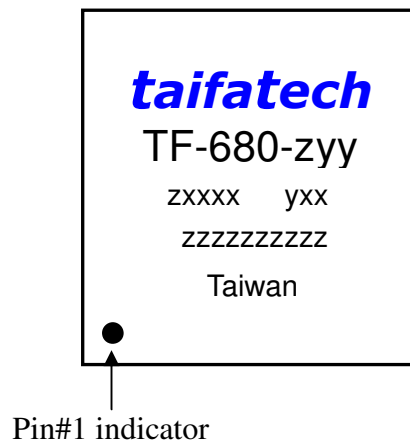 taifatech
TF-680-zyy
zxxxx yxx
zzzzzzzzzz
Taiwan
Pin#1 indicator